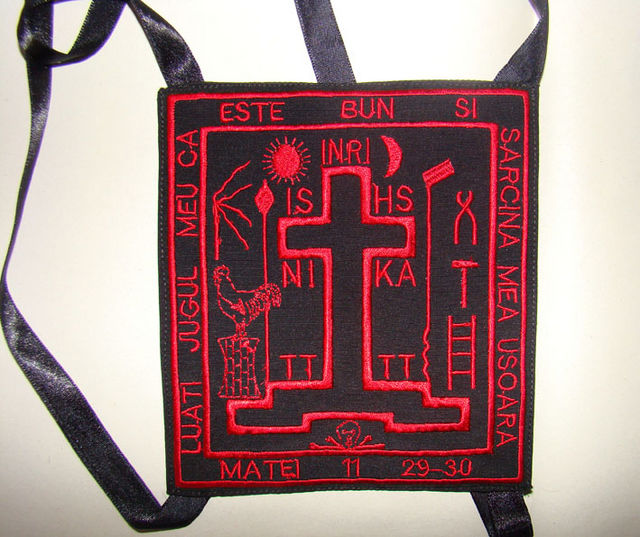 LUATI JUGUL MEU CA
ESTE BUN SI
SARCINA MEA USOARA
INRI
IS HS
NI KA
TT TT
MATEI 11 29-30